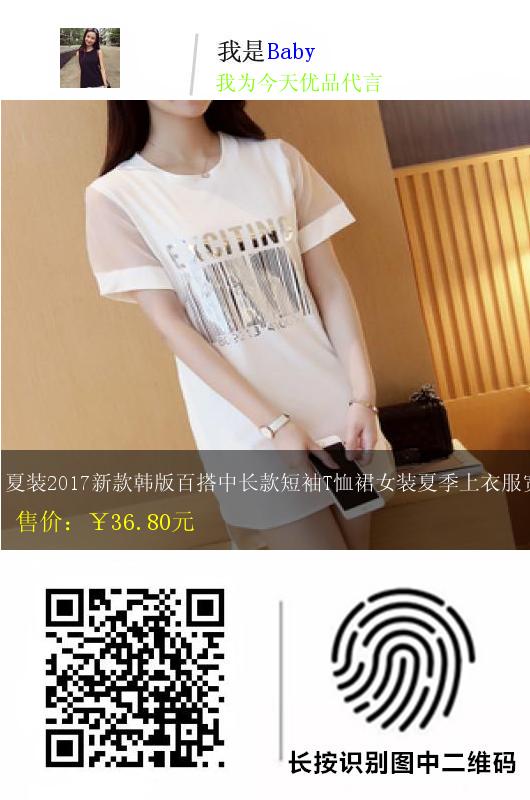 我是Baby
我为今天优品代言
EXCITING
夏装2017新款韩版百搭中长款短袖T恤裙女装夏季上衣服宽
售价：￥36.80元
长按识别图中二维码